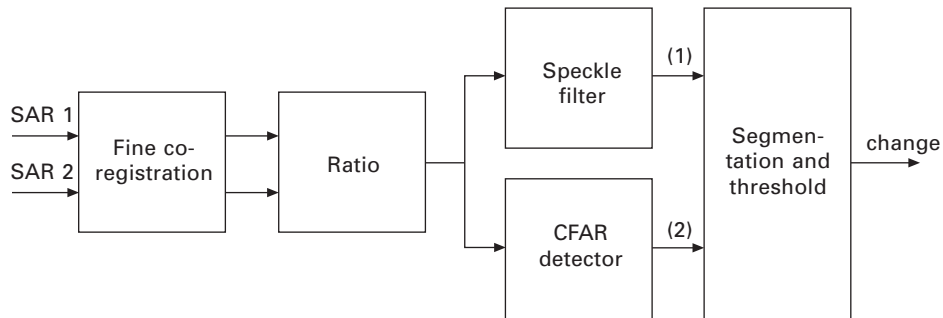 SAR 1
SAR 2
Fine co-
registration
Ratio
Speckle
filter
(1)
CFAR
detector
(2)
Segmen-
tation and
threshold
change